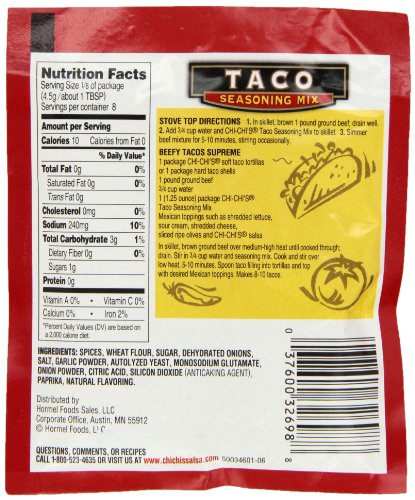 Nutrition Facts
Serving Size 1/8 of package
(4.5g/about 1 TBSP)
Servings per container 8
Amount per Serving
Calories 10 Calories from Fat 0
% Daily Value*
Total Fat 0g 0%
Saturated Fat 0g 0%
Trans Fat 0g
Cholesterol 0mg 0%
Sodium 240mg 10%
Total Carbohydrate 3g 1%
Dietary Fiber 0g 0%
Sugars 1g
Protein 0g
Vitamin A 0% • Vitamin C 0%
Calcium 0% • Iron 2%
*Percent Daily Values (DV) are based on
a 2,000 calorie diet.
TACO
SEASONING MIX
STOVE TOP DIRECTIONS 1. In skillet, brown 1 pound ground beef, drain well.
2. Add 3/4 cup water and CHI-CHI'S® Taco Seasoning Mix to skillet. 3. Simmer
beef mixture for 5-10 minutes, stirring occasionally.
BEEFY TACOS SUPREME
1 package CHI-CHI'S® soft taco tortillas
or 1 package hard taco shells
1 pound ground beef
3/4 cup water
1 (1.25 ounce) package CHI-CHI'S®
Taco Seasoning Mix
Mexican toppings such as shredded lettuce,
sour cream, shredded cheese,
sliced ripe olives and CHI-CHI'S® salsa
In skillet, brown ground beef over medium-high heat until cooked through;
drain. Stir in 3/4 cup water and seasoning mix. Cook and stir over
low heat, 5-10 minutes. Spoon taco filling into tortillas and top
with desired Mexican toppings. Makes 8-10 tacos.
INGREDIENTS: SPICES, WHEAT FLOUR, SUGAR, DEHYDRATED ONIONS,
SALT, GARLIC POWDER, AUTOLYZED YEAST, MONOSODIUM GLUTAMATE,
ONION POWDER, CITRIC ACID, SILICON DIOXIDE (ANTICAKING AGENT),
PAPRIKA, NATURAL FLAVORING.
Distributed by
Hormel Foods Sales, LLC
Corporate Office, Austin, MN 55912
© Hormel Foods, LLC
QUESTIONS, COMMENTS, OR RECIPES
CALL 1-800-523-4635 OR VISIT US AT www.chichissalsa.com S0034601-06
0 37600 32698 8